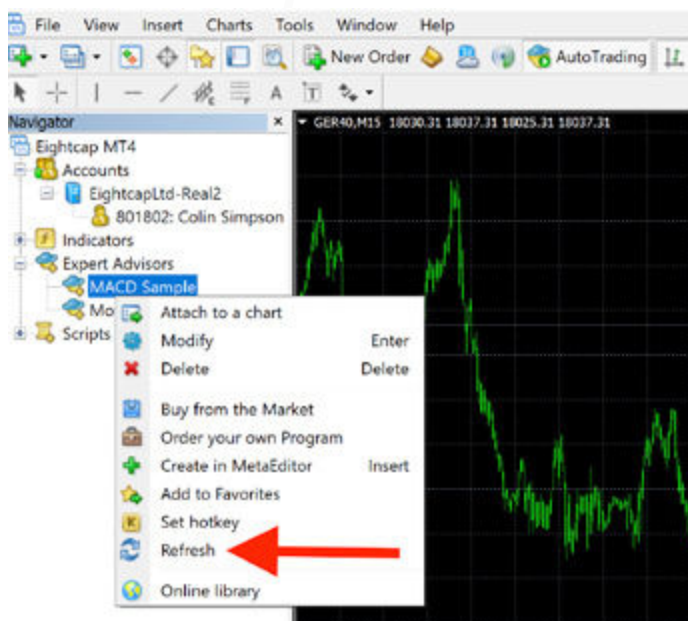 File View Insert Charts Tools Window Help
New Order AutoTrading
A T
Navigator
GER40,M15 18030.31 18037.31 18025.31 18037.31
Eightcap MT4
Accounts
EightcapLtd-Real2
801802: Colin Simpson
Indicators
Expert Advisors
MACD Sample
Mo
Scripts
Attach to a chart
Modify Enter
Delete Delete
Buy from the Market
Order your own Program
Create in MetaEditor Insert
Add to Favorites
Set hotkey
Refresh
Online library